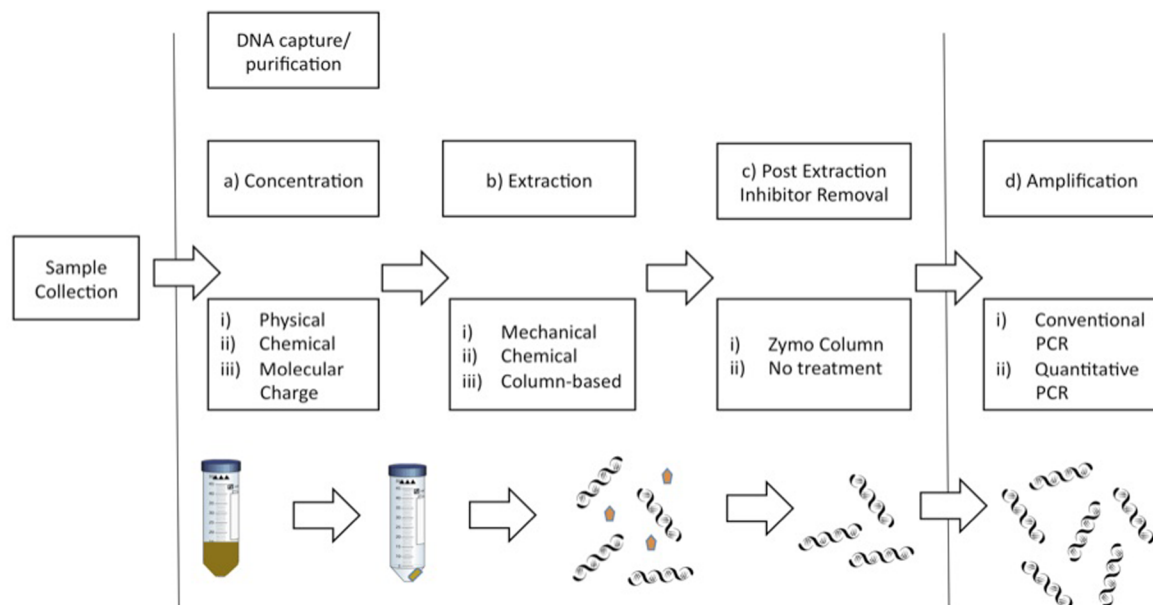 DNA capture/
purification
a) Concentration
b) Extraction
c) Post Extraction
Inhibitor Removal
d) Amplification
Sample
Collection
i) Physical
ii) Chemical
iii) Molecular
Charge
i) Mechanical
ii) Chemical
iii) Column-based
i) Zymo Column
ii) No treatment
i) Conventional
PCR
ii) Quantitative
PCR